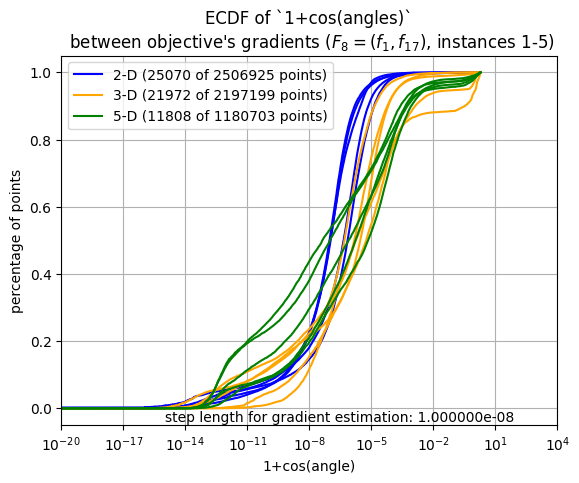 ECDF of `1+cos(angles)`
between objective's gradients (F₈ = (f₁, f₁₇), instances 1-5)
1.0
0.8
0.6
0.4
0.2
0.0
percentage of points
2-D (25070 of 2506925 points)
3-D (21972 of 2197199 points)
5-D (11808 of 1180703 points)
step length for gradient estimation: 1.000000e-08
10⁻²⁰ 10⁻¹⁷ 10⁻¹⁴ 10⁻¹¹ 10⁻⁸ 10⁻⁵ 10⁻² 10¹ 10⁴
1+cos(angle)